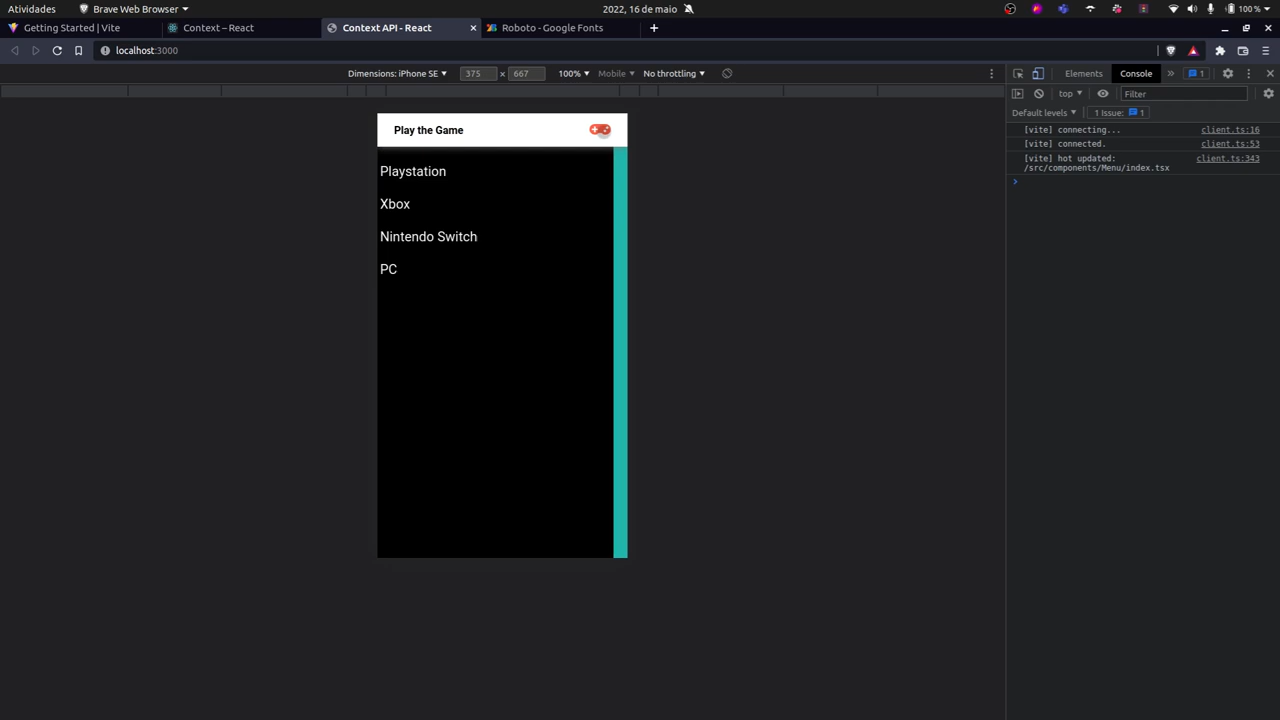 Atividades
Brave Web Browser
2022, 16 de maio
100 %
Getting Started | Vite
Context – React
Context API - React
Roboto - Google Fonts
localhost:3000
Dimensions: iPhone SE
375
x
667
100%
Mobile
No throttling
Elements
Console
1
top
Filter
Default levels
1 Issue:
1
[vite] connecting...
client.ts:16
[vite] connected.
client.ts:53
[vite] hot updated:
client.ts:343
/src/components/Menu/index.tsx
Play the Game
Playstation
Xbox
Nintendo Switch
PC